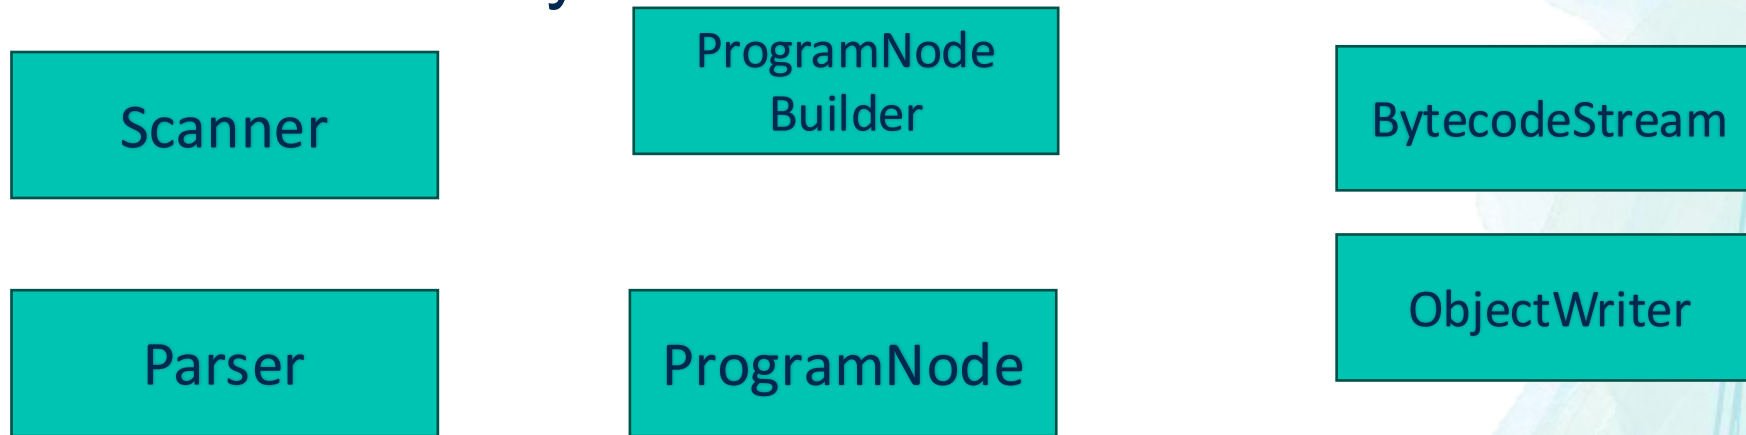 ProgramNode
Builder
Scanner
BytecodeStream
ObjectWriter
Parser
ProgramNode